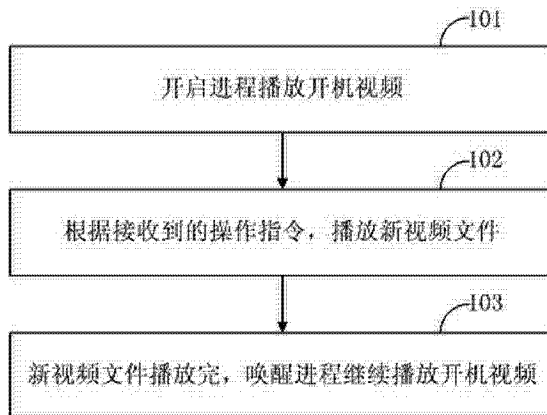 101
开启进程播放开机视频
102
根据接收到的操作指令，播放新视频文件
103
新视频文件播放完，唤醒进程继续播放开机视频